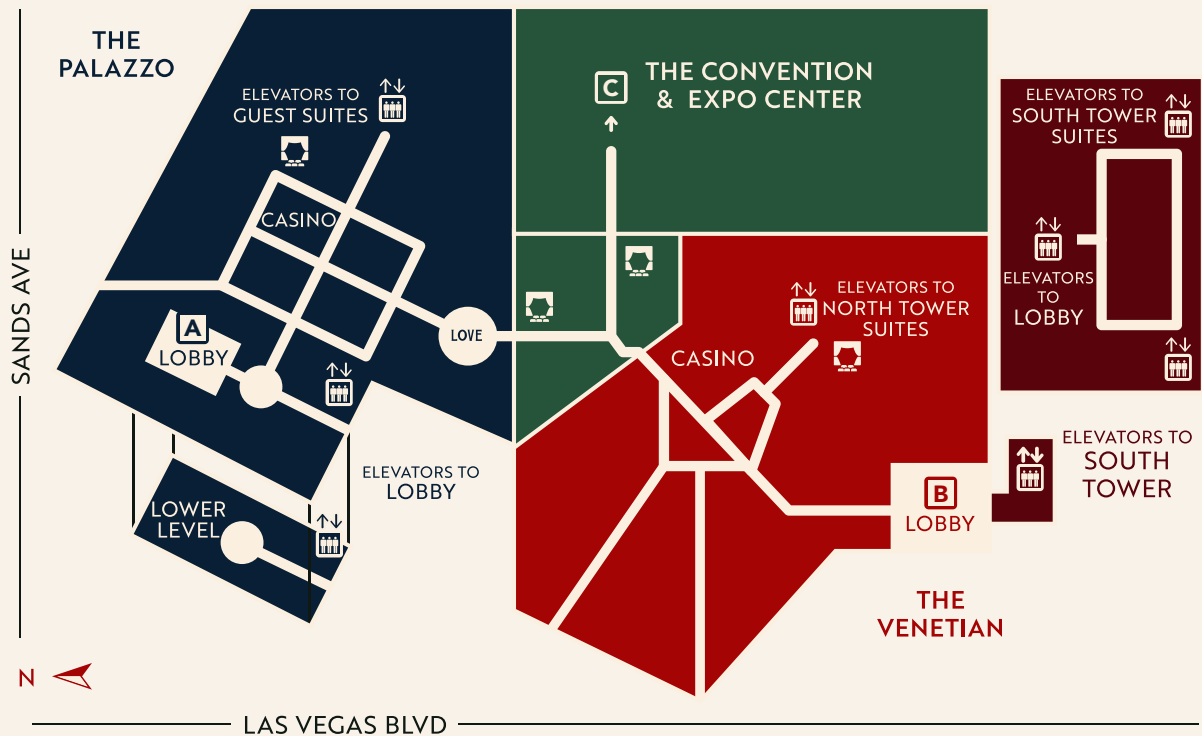 THE
PALAZZO
ELEVATORS TO
GUEST SUITES
CASINO
A
LOBBY
LOVE
ELEVATORS TO
LOBBY
LOWER
LEVEL
C
THE CONVENTION
& EXPO CENTER
ELEVATORS TO
NORTH TOWER
SUITES
CASINO
B
LOBBY
THE
VENETIAN
ELEVATORS TO
SOUTH TOWER
SUITES
ELEVATORS
TO
LOBBY
ELEVATORS TO
SOUTH
TOWER
SANDS AVE
N
LAS VEGAS BLVD